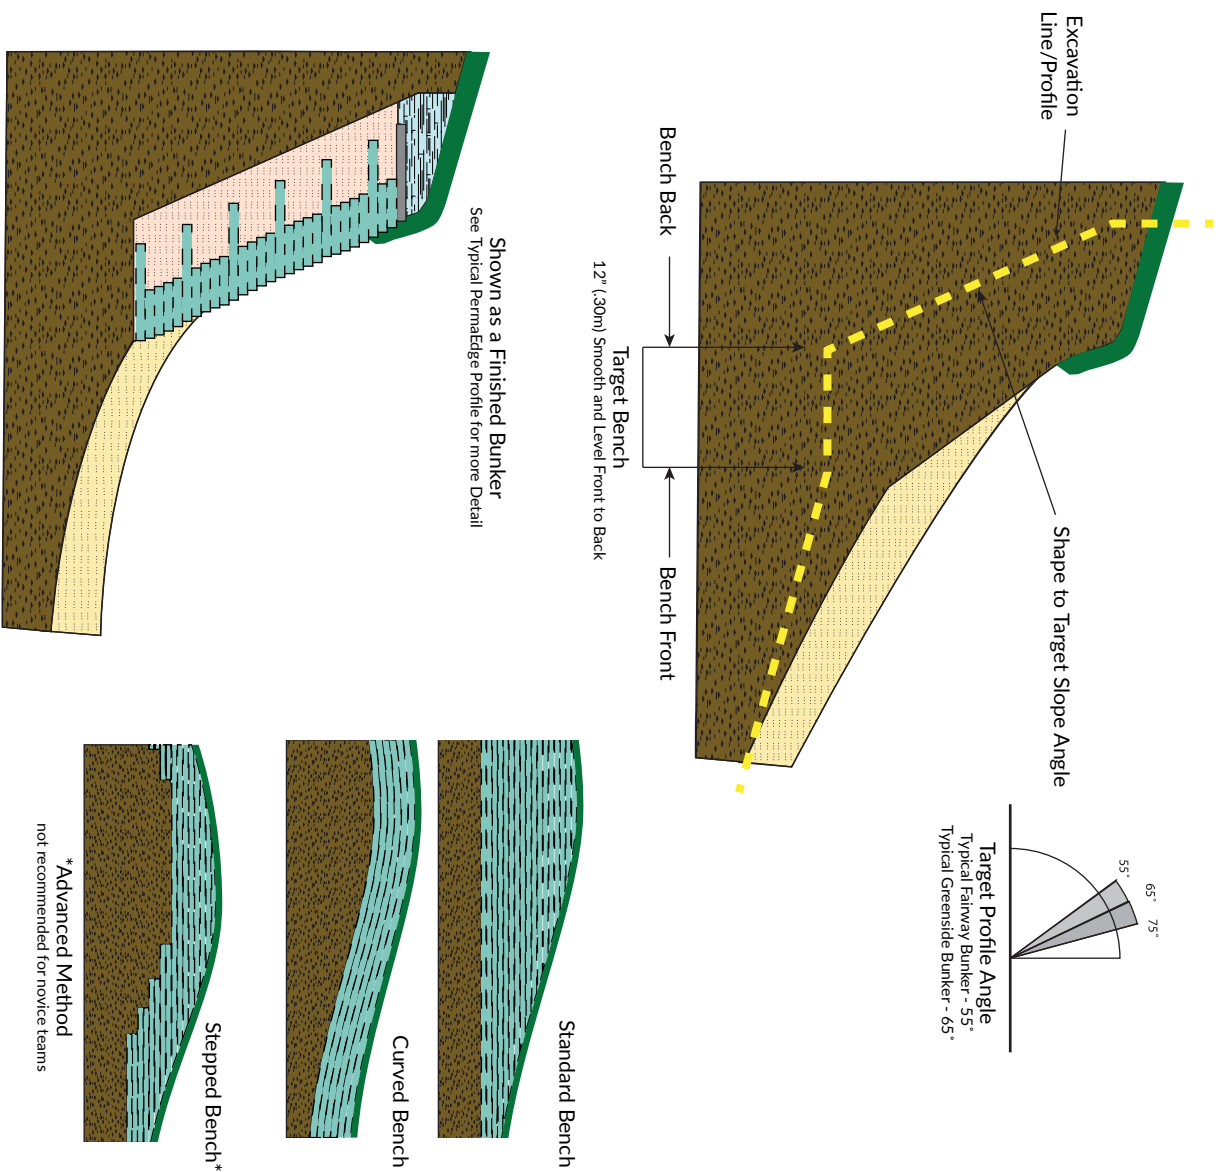 Excavation
Line/Profile
Shape to Target Slope Angle
55°
65°
75°
Target Profile Angle
Typical Fairway Bunker - 55°
Typical Greenside Bunker - 65°
Bench Back
Bench Front
Target Bench
12" (.30m) Smooth and Level Front to Back
Shown as a Finished Bunker
See Typical PermaEdge Profile for more Detail
Standard Bench
Curved Bench
Stepped Bench*
*Advanced Method
not recommended for novice teams